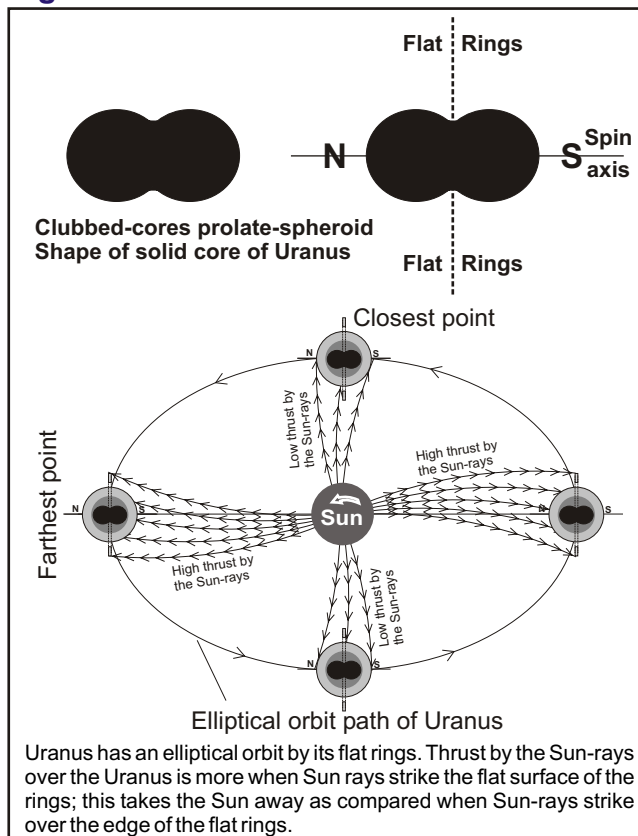 Flat Rings
N S Spin axis
Clubbed-cores prolate-spheroid
Shape of solid core of Uranus
Flat Rings
Closest point
N S
Low thrust by
the Sun-rays
High thrust by
the Sun-rays
Farthest point
N S
Sun
N S
High thrust by
the Sun-rays
Low thrust by
the Sun-rays
N S
Elliptical orbit path of Uranus
Uranus has an elliptical orbit by its flat rings. Thrust by the Sun-rays
over the Uranus is more when Sun rays strike the flat surface of the
rings; this takes the Sun away as compared when Sun-rays strike
over the edge of the flat rings.